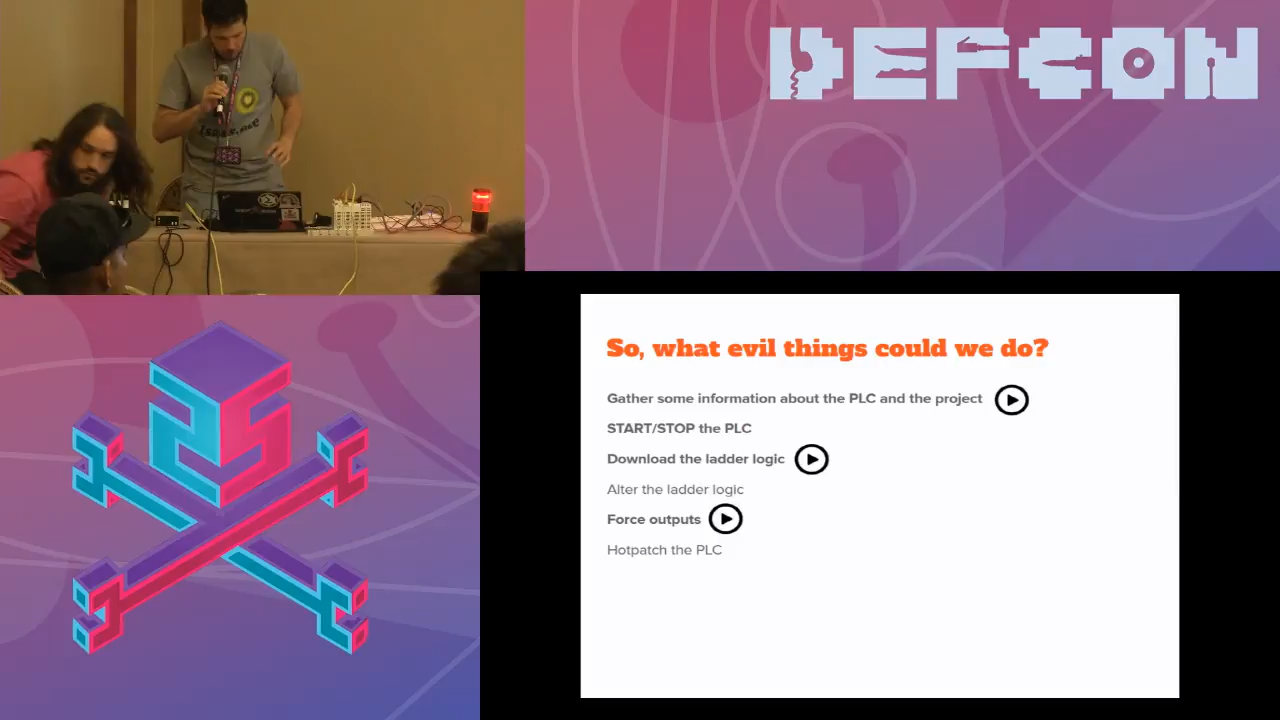 DEFCON
So, what evil things could we do?
Gather some information about the PLC and the project
START/STOP the PLC
Download the ladder logic
Alter the ladder logic
Force outputs
Hotpatch the PLC